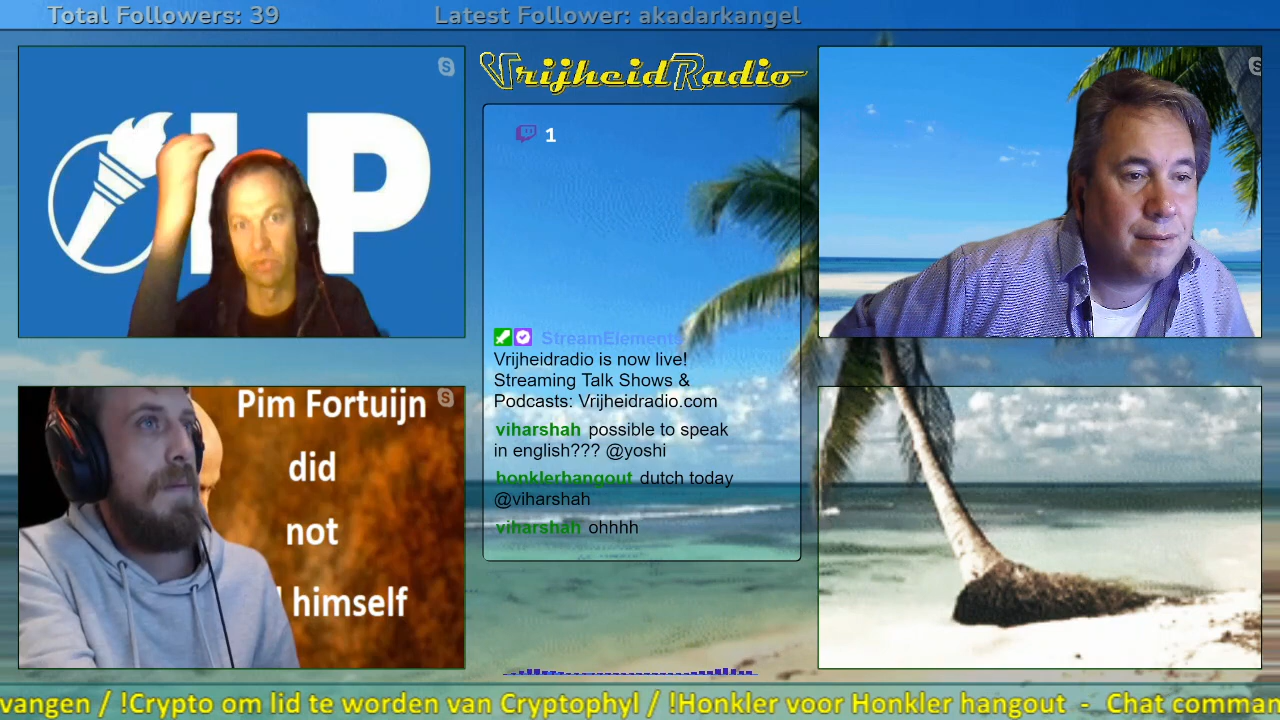 Total Followers: 39
Latest Follower: akadarkangel
VrijheidRadio
LP
1
StreamElements
Vrijheidradio is now live!
Streaming Talk Shows &
Podcasts: Vrijheidradio.com
viharshah possible to speak
in english??? @yoshi
honklerhangout dutch today
@viharshah
viharshah ohhhh
Pim Fortuijn
did
not
himself
vangen / !Crypto om lid te worden van Cryptophyl / !Honkler voor Honkler hangout - Chat comman